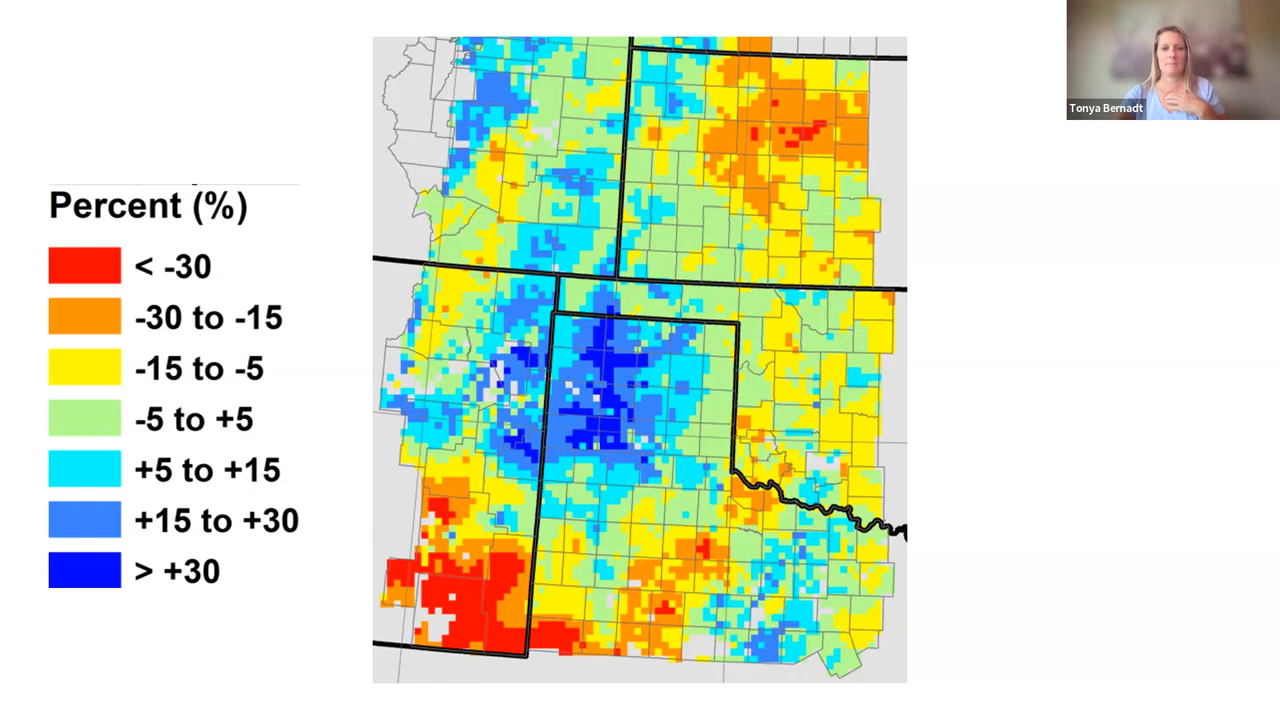 Percent (%)
< -30
-30 to -15
-15 to -5
-5 to +5
+5 to +15
+15 to +30
> +30
Tonya Bernadt